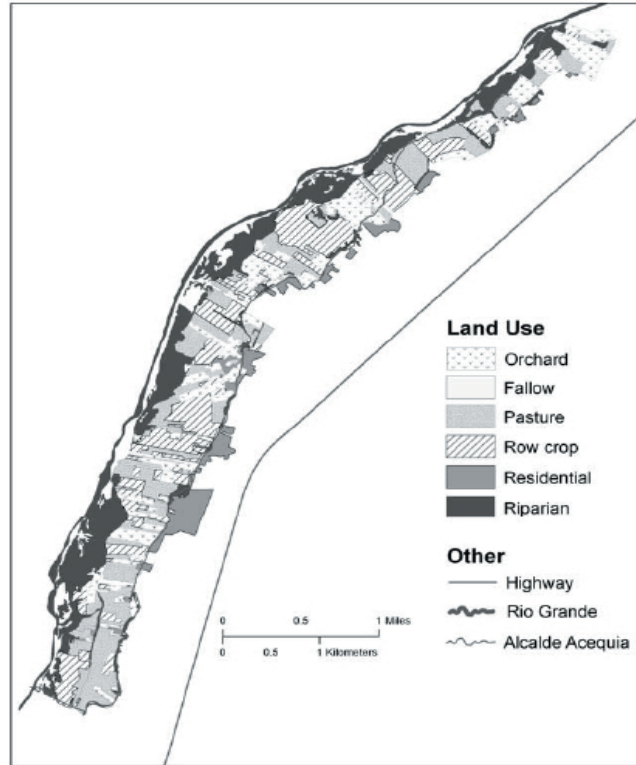 Land Use
Orchard
Fallow
Pasture
Row crop
Residential
Riparian
Other
Highway
Rio Grande
Alcalde Acequia
0 0.5 1 Miles
0 0.5 1 Kilometers